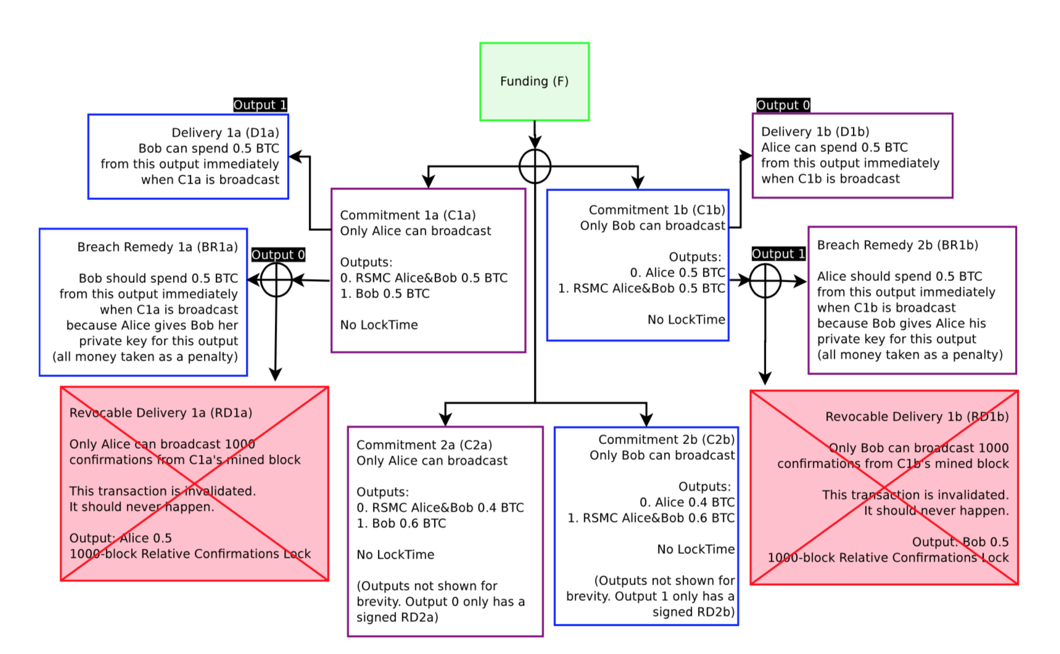 Funding (F)
Output 1
Delivery 1a (D1a)
Bob can spend 0.5 BTC
from this output immediately
when C1a is broadcast
Output 0
Delivery 1b (D1b)
Alice can spend 0.5 BTC
from this output immediately
when C1b is broadcast
Commitment 1a (C1a)
Only Alice can broadcast
Outputs:
0. RSMC Alice&Bob 0.5 BTC
1. Bob 0.5 BTC
No LockTime
Commitment 1b (C1b)
Only Bob can broadcast
Outputs:
0. Alice 0.5 BTC
1. RSMC Alice&Bob 0.5 BTC
No LockTime
Output 0
Breach Remedy 1a (BR1a)
Bob should spend 0.5 BTC
from this output immediately
when C1a is broadcast
because Alice gives Bob her
private key for this output
(all money taken as a penalty)
Output 1
Breach Remedy 2b (BR1b)
Alice should spend 0.5 BTC
from this output immediately
when C1b is broadcast
because Bob gives Alice his
private key for this output
(all money taken as a penalty)
Revocable Delivery 1a (RD1a)
Only Alice can broadcast 1000
confirmations from C1a's mined block
This transaction is invalidated.
It should never happen.
Output: Alice 0.5
1000-block Relative Confirmations Lock
Commitment 2a (C2a)
Only Alice can broadcast
Outputs:
0. RSMC Alice&Bob 0.4 BTC
1. Bob 0.6 BTC
No LockTime
(Outputs not shown for
brevity. Output 0 only has a
signed RD2a)
Commitment 2b (C2b)
Only Bob can broadcast
Outputs:
0. Alice 0.4 BTC
1. RSMC Alice&Bob 0.6 BTC
No LockTime
(Outputs not shown for
brevity. Output 1 only has a
signed RD2b)
Revocable Delivery 1b (RD1b)
Only Bob can broadcast 1000
confirmations from C1b's mined block
This transaction is invalidated.
It should never happen.
Output: Bob 0.5
1000-block Relative Confirmations Lock